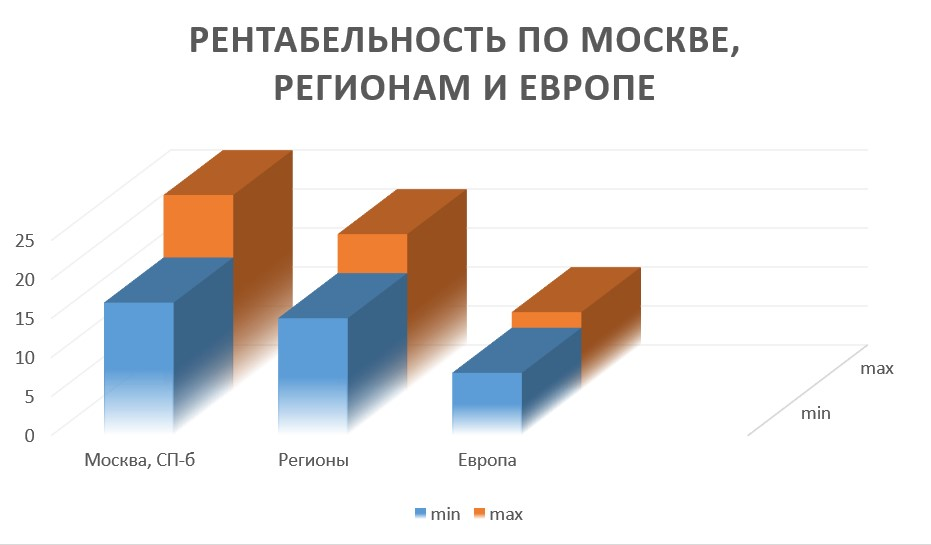 РЕНТАБЕЛЬНОСТЬ ПО МОСКВЕ,
РЕГИОНАМ И ЕВРОПЕ
25
20
15
10
5
0
max
min
Москва, СП-б
Регионы
Европа
min
max